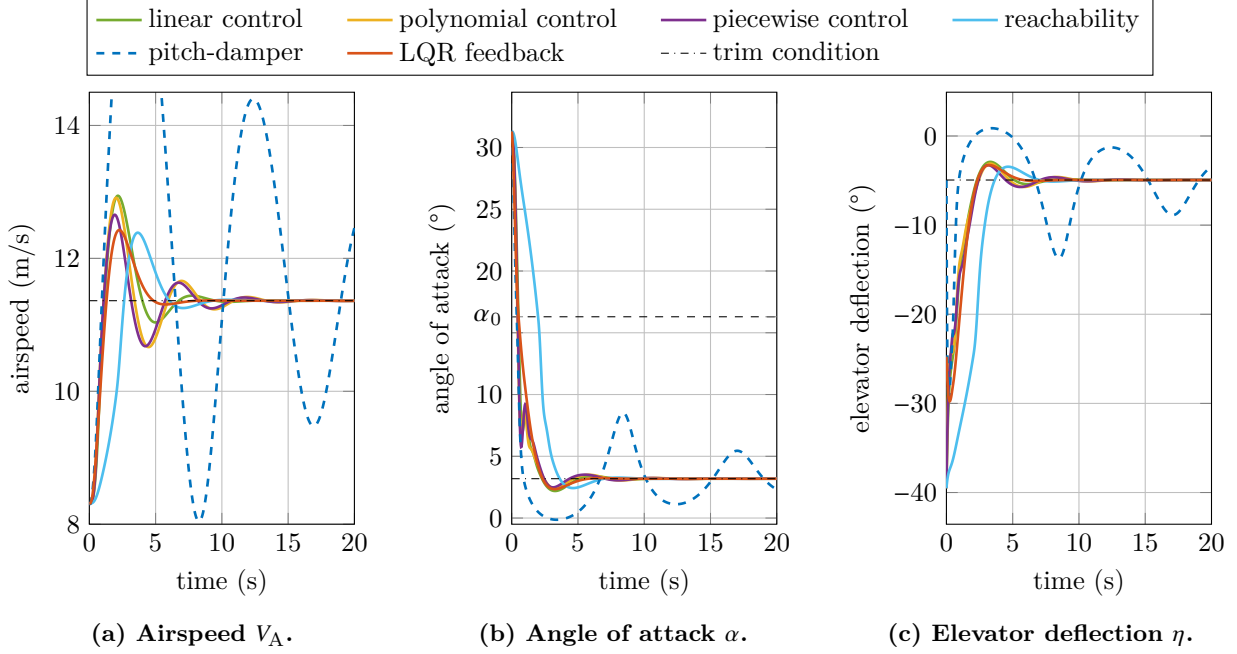 linear control polynomial control piecewise control reachability
pitch-damper LQR feedback trim condition
airspeed (m/s)
14
12
10
8
0 5 10 15 20
time (s)
(a) Airspeed V_A.
angle of attack (°)
30
25
20
α₀
10
5
0
0 5 10 15 20
time (s)
(b) Angle of attack α.
elevator deflection (°)
0
−10
−20
−30
−40
0 5 10 15 20
time (s)
(c) Elevator deflection η.